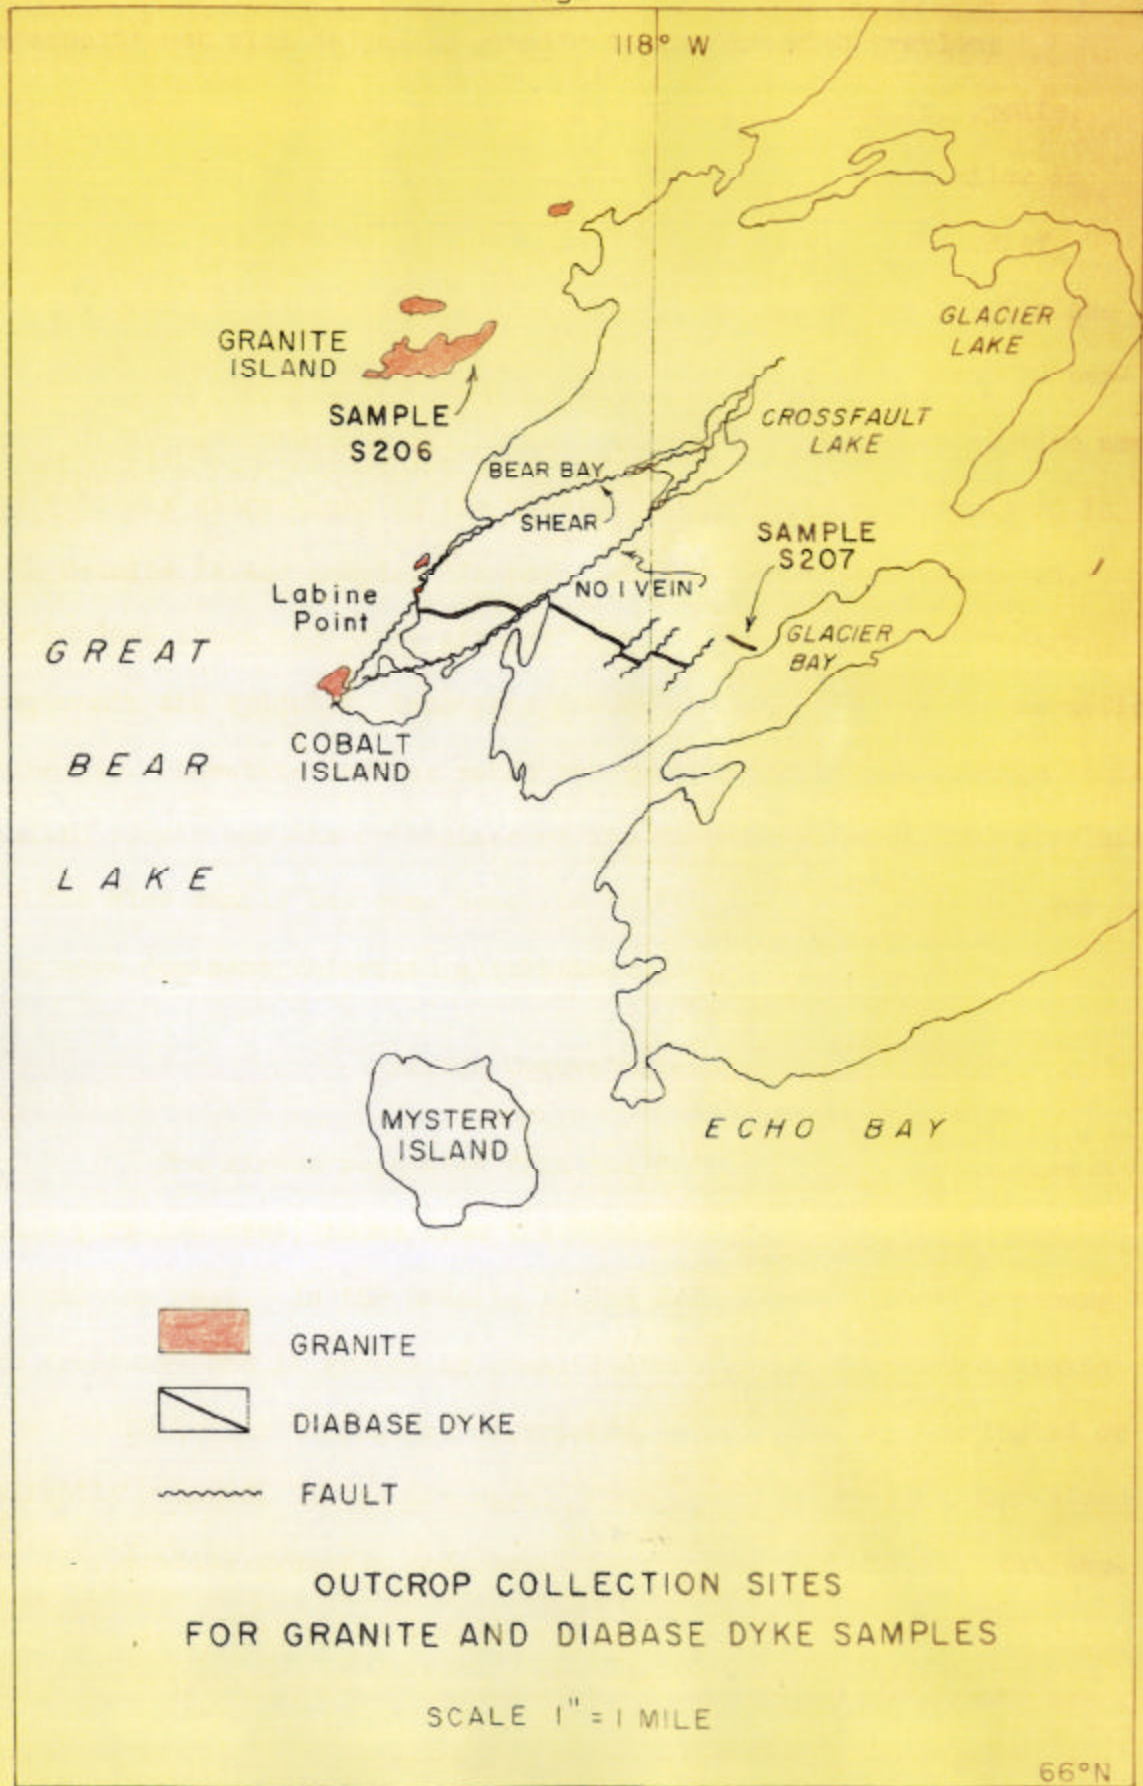 118° W
GLACIER
LAKE
GRANITE
ISLAND
SAMPLE
S206
CROSSFAULT
LAKE
BEAR BAY
SHEAR
SAMPLE
S207
NO 1 VEIN
Labine
Point
GLACIER
BAY
GREAT
BEAR
LAKE
COBALT
ISLAND
MYSTERY
ISLAND
ECHO BAY
GRANITE
DIABASE DYKE
FAULT
OUTCROP COLLECTION SITES
FOR GRANITE AND DIABASE DYKE SAMPLES
SCALE 1" = 1 MILE
66°N